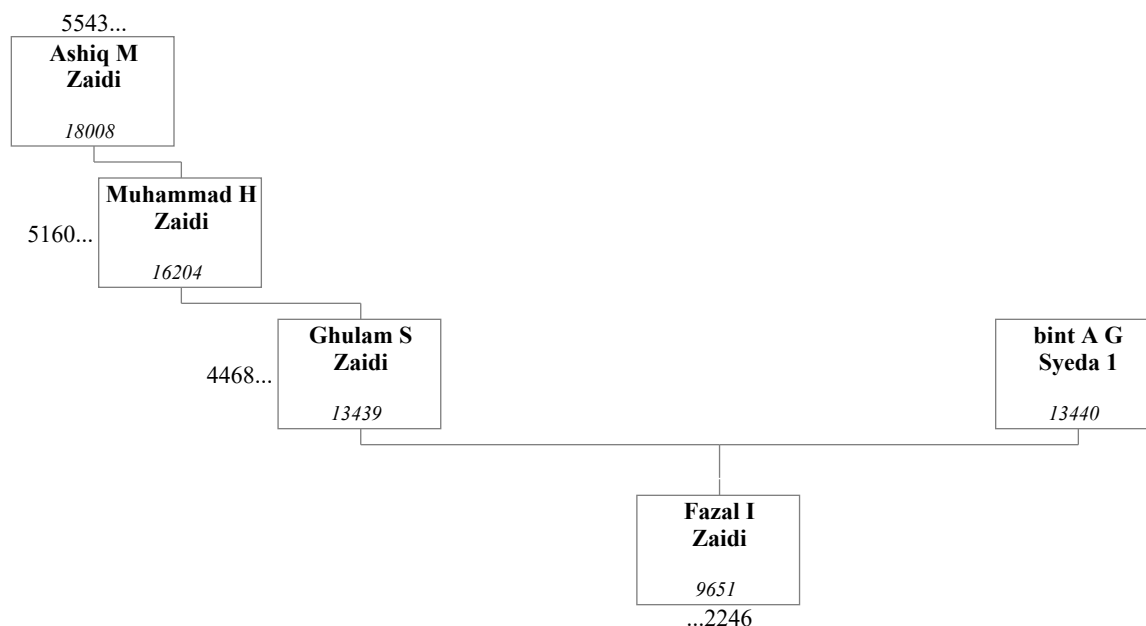 5543...
Ashiq M
Zaidi
18008
Muhammad H
Zaidi
5160...
16204
Ghulam S
Zaidi
4468...
13439
bint A G
Syeda 1
13440
Fazal I
Zaidi
9651
...2246